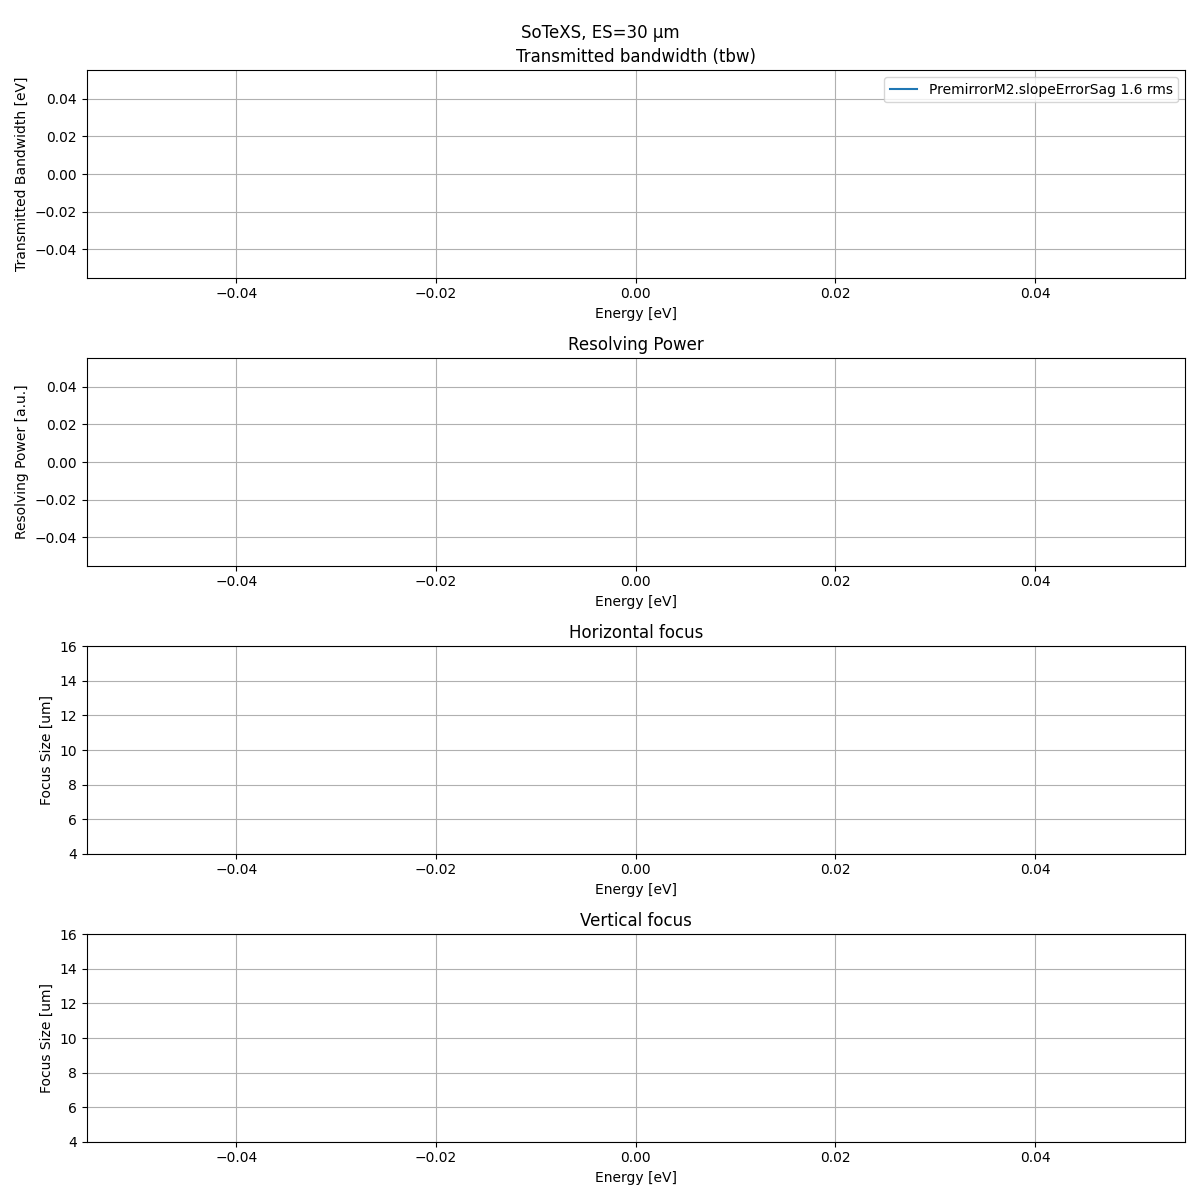 SoTeXS, ES=30 µm
Transmitted bandwidth (tbw)
Transmitted Bandwidth [eV]
0.04
0.02
0.00
−0.02
−0.04
PremirrorM2.slopeErrorSag 1.6 rms
−0.04 −0.02 0.00 0.02 0.04
Energy [eV]
Resolving Power
Resolving Power [a.u.]
0.04
0.02
0.00
−0.02
−0.04
−0.04 −0.02 0.00 0.02 0.04
Energy [eV]
Horizontal focus
Focus Size [um]
16
14
12
10
8
6
4
−0.04 −0.02 0.00 0.02 0.04
Energy [eV]
Vertical focus
Focus Size [um]
16
14
12
10
8
6
4
−0.04 −0.02 0.00 0.02 0.04
Energy [eV]